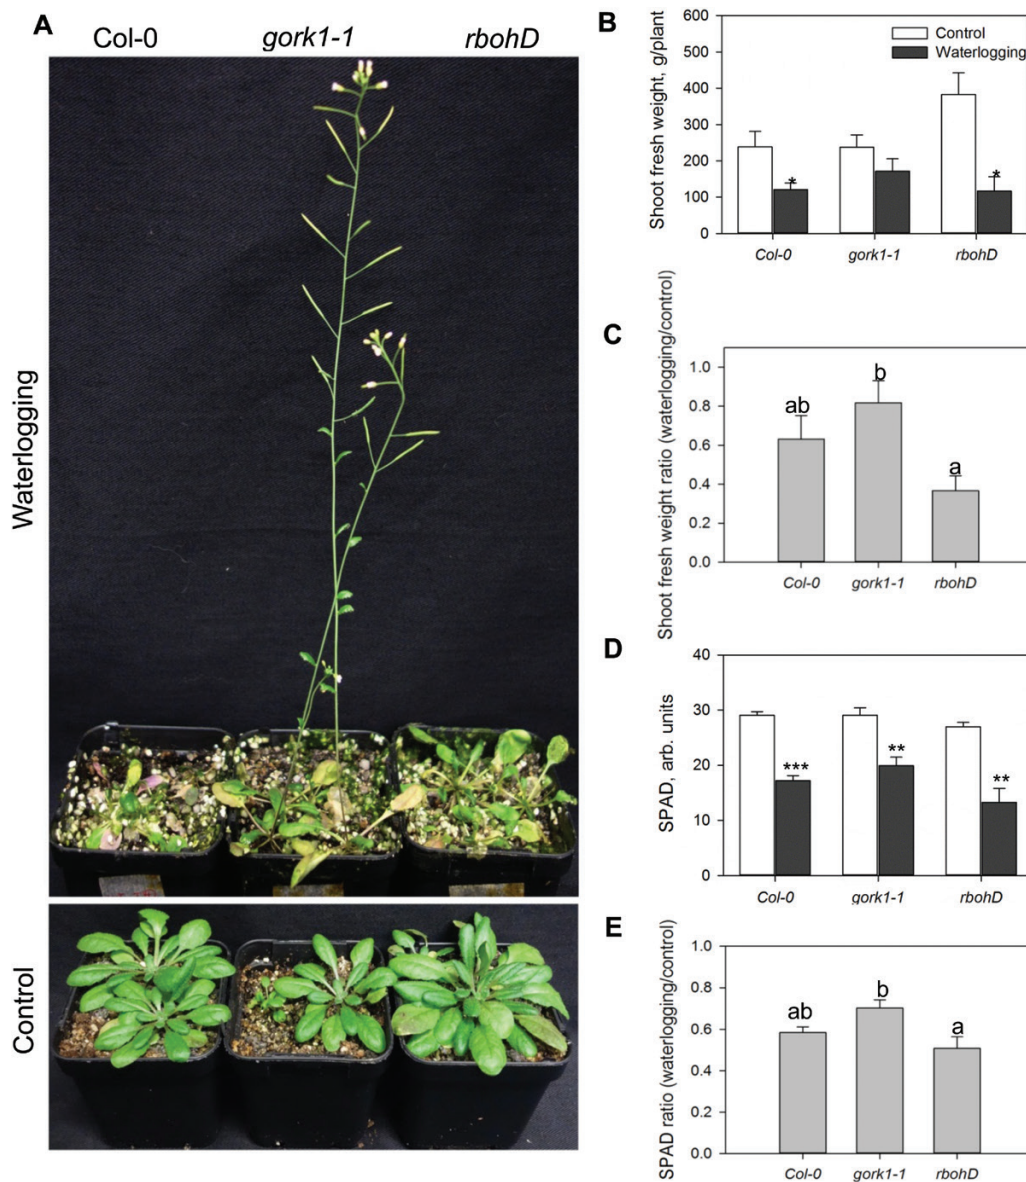 A
Col-0
gork1-1
rbohD
Waterlogging
Control
B
Shoot fresh weight, g/plant
600
500
400
300
200
100
0
Control
Waterlogging
*
*
Col-0
gork1-1
rbohD
C
Shoot fresh weight ratio (waterlogging/control)
1.0
0.8
0.6
0.4
0.2
0.0
ab
b
a
Col-0
gork1-1
rbohD
D
SPAD, arb. units
40
30
20
10
0
***
**
**
Col-0
gork1-1
rbohD
E
SPAD ratio (waterlogging/control)
1.0
0.8
0.6
0.4
0.2
0.0
ab
b
a
Col-0
gork1-1
rbohD